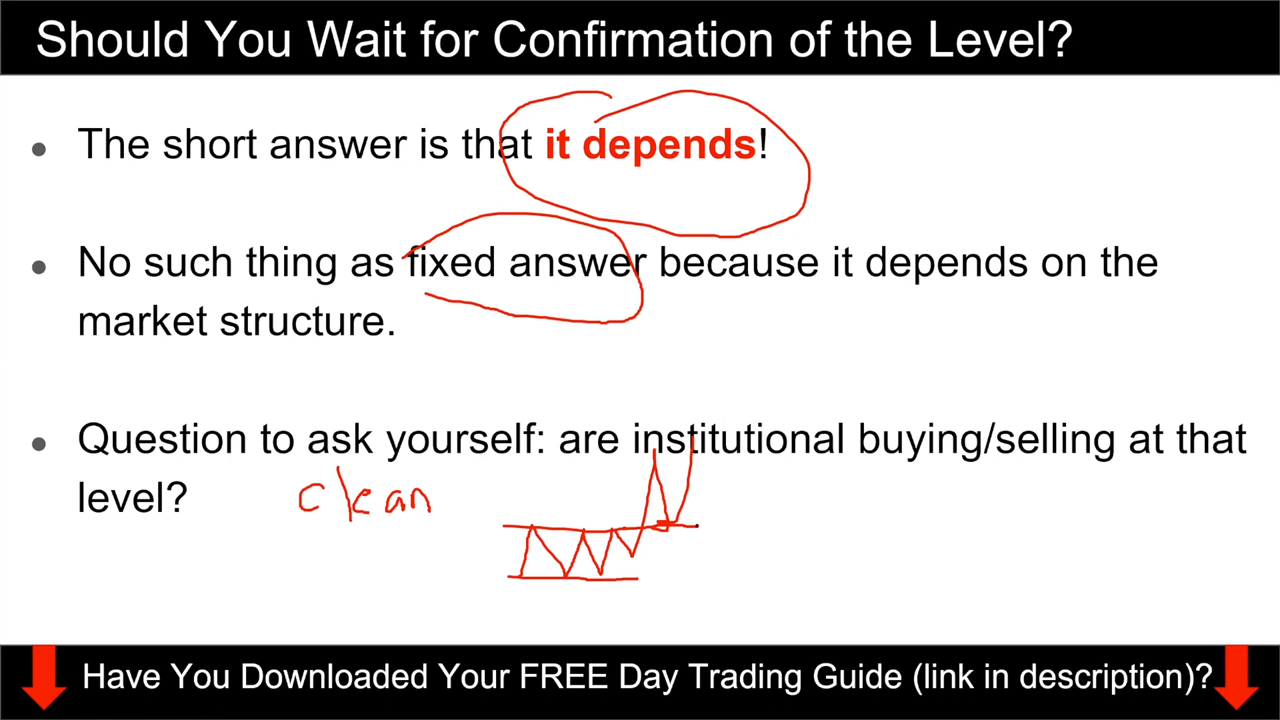 Should You Wait for Confirmation of the Level?
● The short answer is that it depends!
● No such thing as fixed answer because it depends on the
market structure.
● Question to ask yourself: are institutional buying/selling at that
level?
clean
Have You Downloaded Your FREE Day Trading Guide (link in description)?